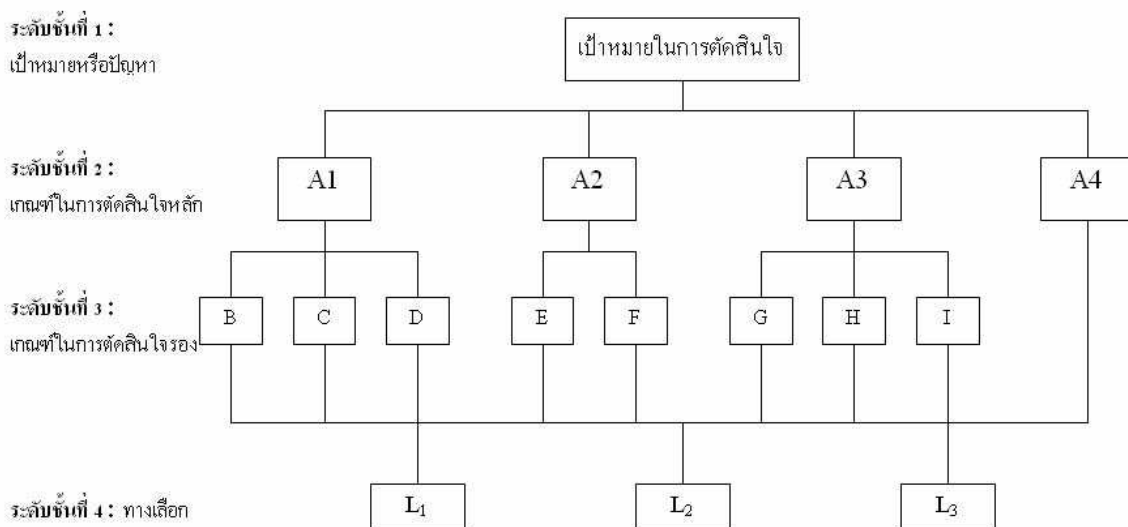 ระดับชั้นที่ 1 :
เป้าหมายหรือปัญหา
เป้าหมายในการตัดสินใจ
ระดับชั้นที่ 2 :
เกณฑ์ในการตัดสินใจหลัก
A1 A2 A3 A4
ระดับชั้นที่ 3 :
เกณฑ์ในการตัดสินใจรอง
B C D E F G H I
ระดับชั้นที่ 4 : ทางเลือก
L1 L2 L3